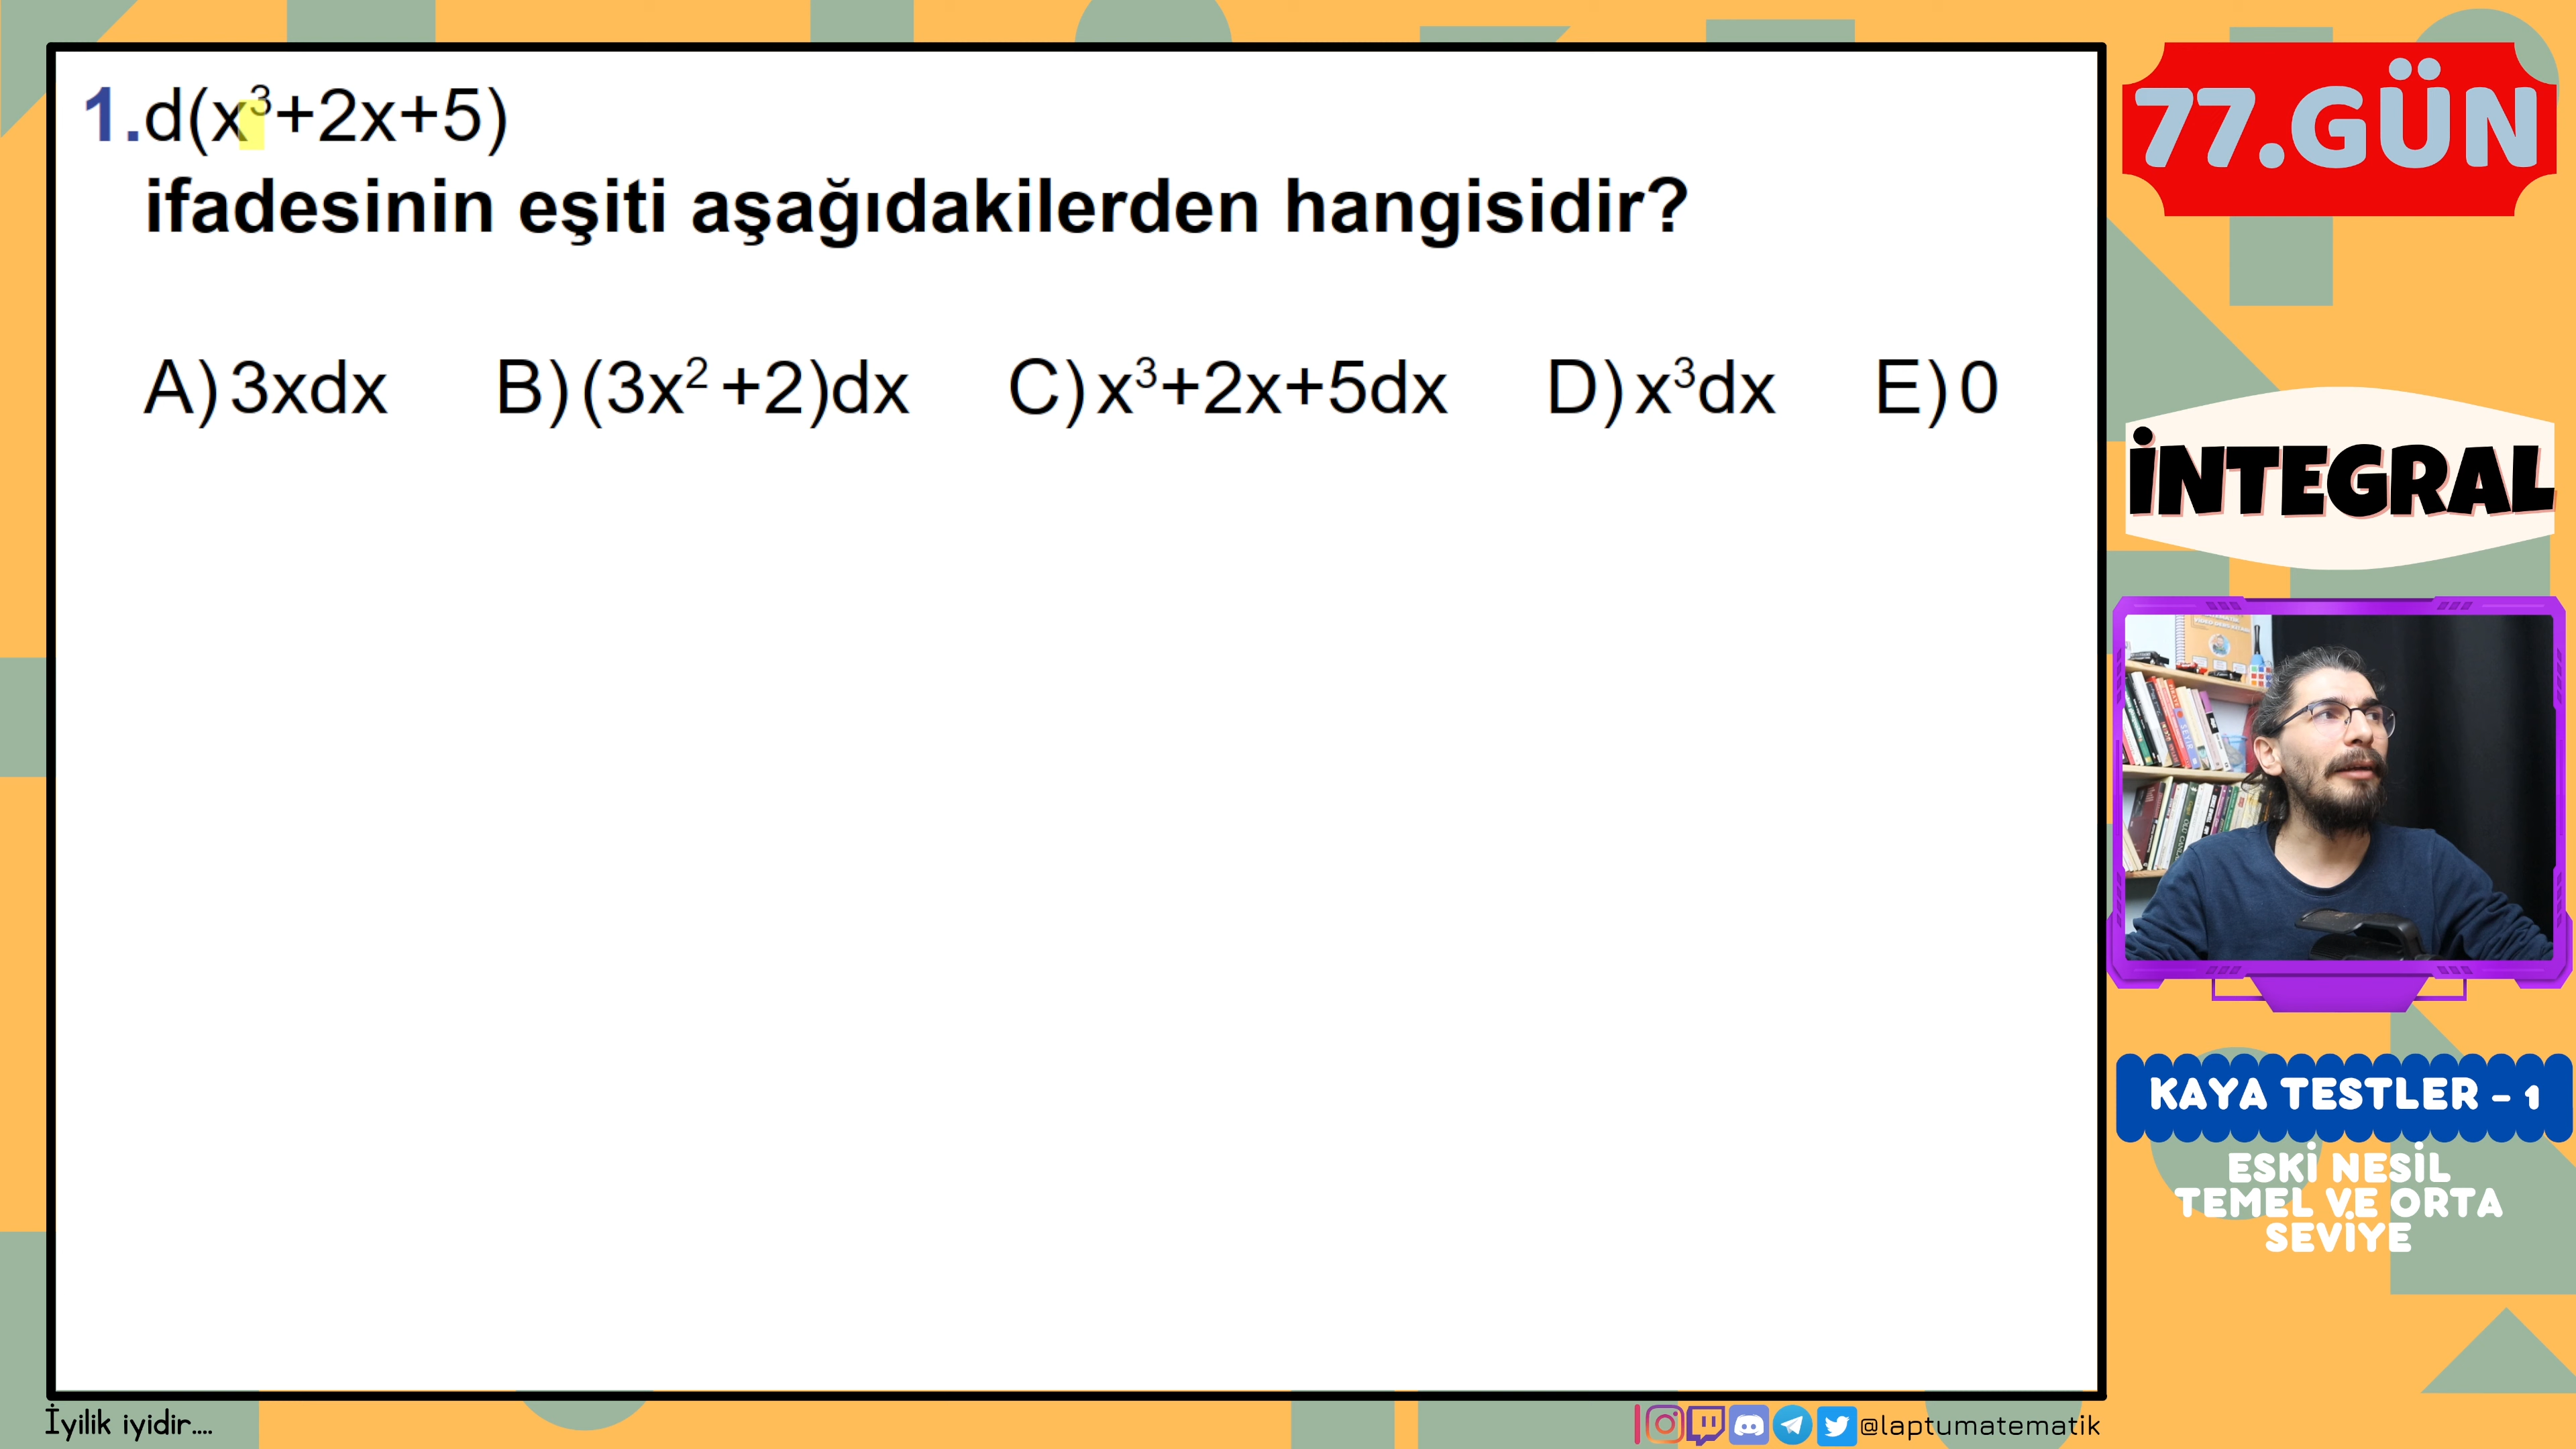 1.d(x³+2x+5)
ifadesinin eşiti aşağıdakilerden hangisidir?
A)3xdx B)(3x²+2)dx C)x³+2x+5dx D)x³dx E)0
77.GÜN
İNTEGRAL
KAYA TESTLER - 1
ESKİ NESİL
TEMEL VE ORTA
SEVİYE
İyilik iyidir....
@laptumatematik